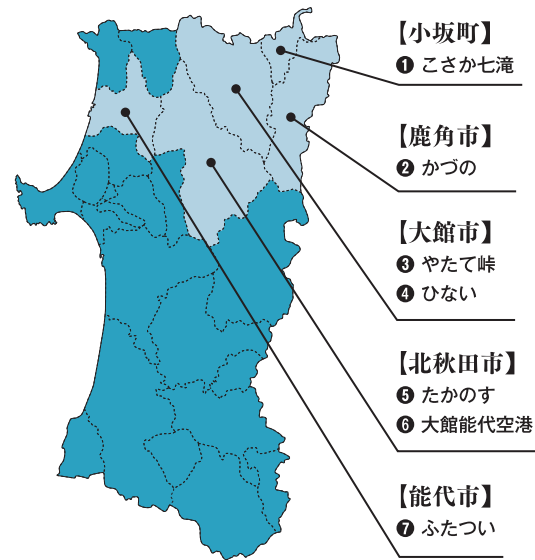 【小坂町】
❶ こさか七滝
【鹿角市】
❷ かづの
【大館市】
❸ やたて峠
❹ ひない
【北秋田市】
❺ たかのす
❻ 大館能代空港
【能代市】
❼ ふたつい